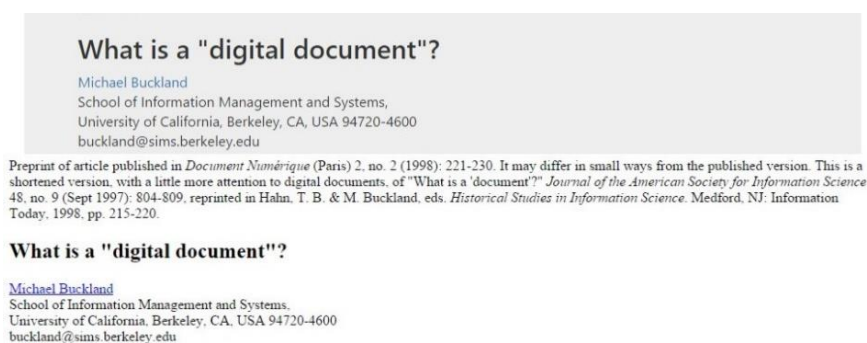 What is a "digital document"?
Michael Buckland
School of Information Management and Systems,
University of California, Berkeley, CA, USA 94720-4600
buckland@sims.berkeley.edu
Preprint of article published in Document Numérique (Paris) 2, no. 2 (1998): 221-230. It may differ in small ways from the published version. This is a
shortened version, with a little more attention to digital documents, of "What is a 'document'?" Journal of the American Society for Information Science
48, no. 9 (Sept 1997): 804-809, reprinted in Hahn, T. B. & M. Buckland, eds. Historical Studies in Information Science. Medford, NJ: Information
Today, 1998, pp. 215-220.
What is a "digital document"?
Michael Buckland
School of Information Management and Systems,
University of California, Berkeley, CA, USA 94720-4600
buckland@sims.berkeley.edu